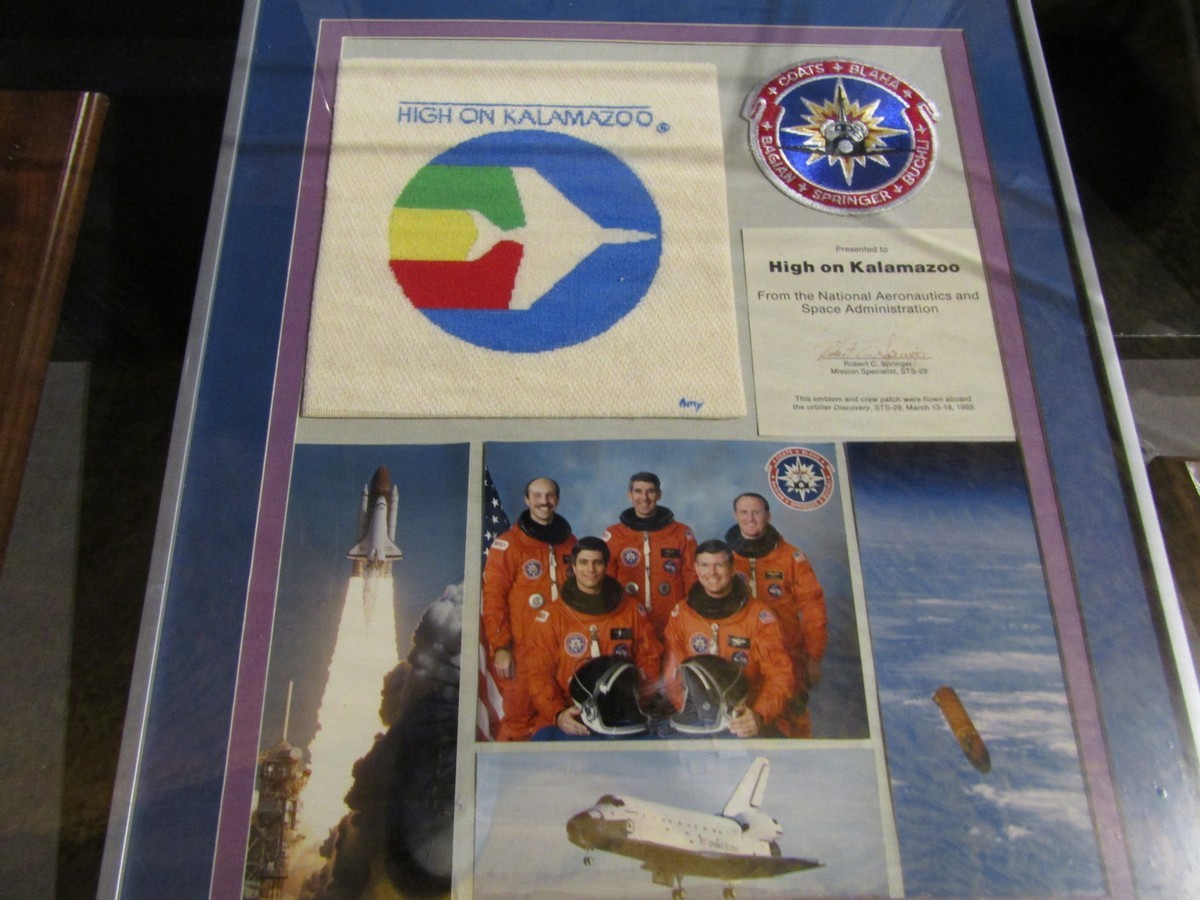 HIGH ON KALAMAZOO®
Amy
COATS ✦ BLAHA
BAGIAN ✦ SPRINGER ✦ BUCHLI
Presented to
High on Kalamazoo
From the National Aeronautics and
Space Administration
Robert C. Springer
Mission Specialist, STS-29
This emblem and crew patch were flown aboard
the orbiter Discovery, STS-29, March 13-18, 1989.